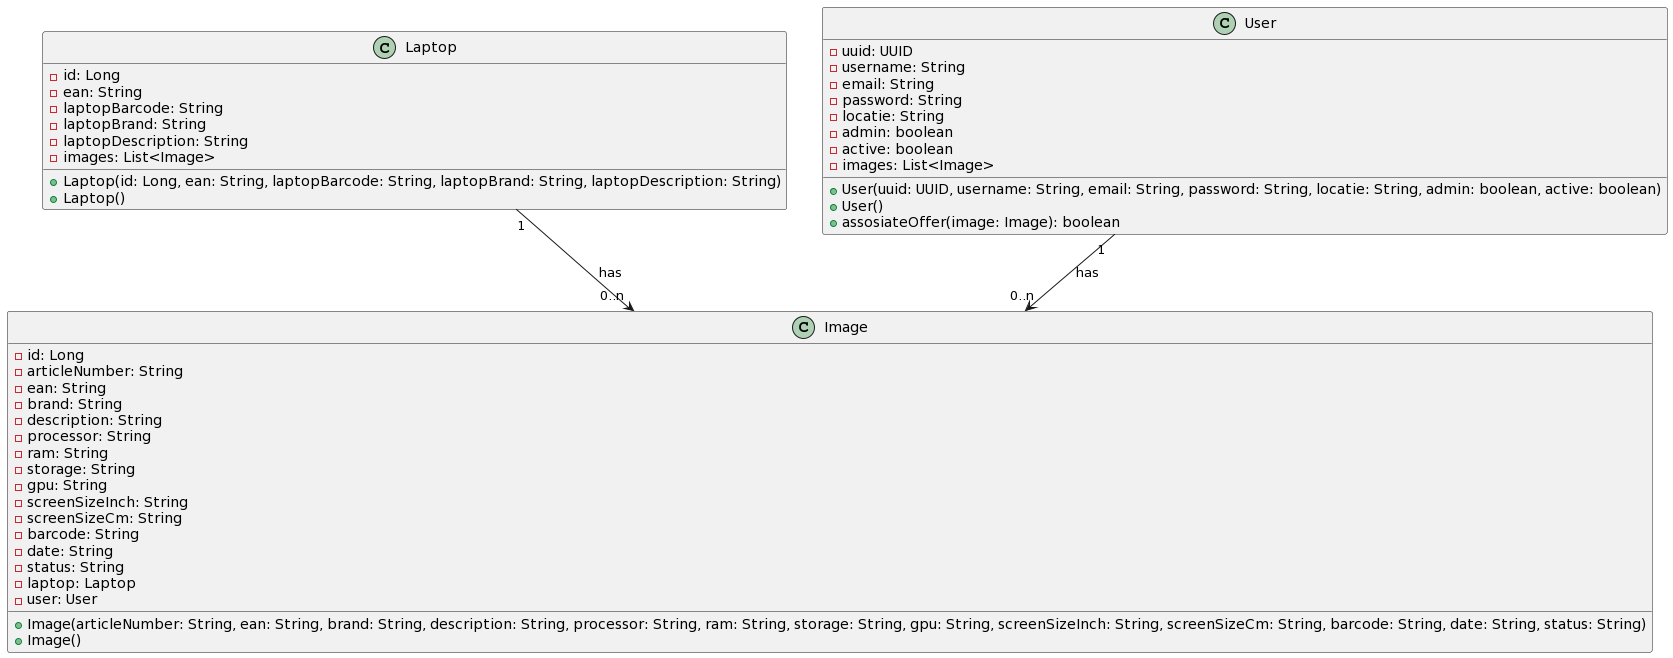 C Laptop
id: Long
ean: String
laptopBarcode: String
laptopBrand: String
laptopDescription: String
images: List<Image>
Laptop(id: Long, ean: String, laptopBarcode: String, laptopBrand: String, laptopDescription: String)
Laptop()
C User
uuid: UUID
username: String
email: String
password: String
locatie: String
admin: boolean
active: boolean
images: List<Image>
User(uuid: UUID, username: String, email: String, password: String, locatie: String, admin: boolean, active: boolean)
User()
assosiateOffer(image: Image): boolean
1
has
0..n
1
has
0..n
C Image
id: Long
articleNumber: String
ean: String
brand: String
description: String
processor: String
ram: String
storage: String
gpu: String
screenSizeInch: String
screenSizeCm: String
barcode: String
date: String
status: String
laptop: Laptop
user: User
Image(articleNumber: String, ean: String, brand: String, description: String, processor: String, ram: String, storage: String, gpu: String, screenSizeInch: String, screenSizeCm: String, barcode: String, date: String, status: String)
Image()